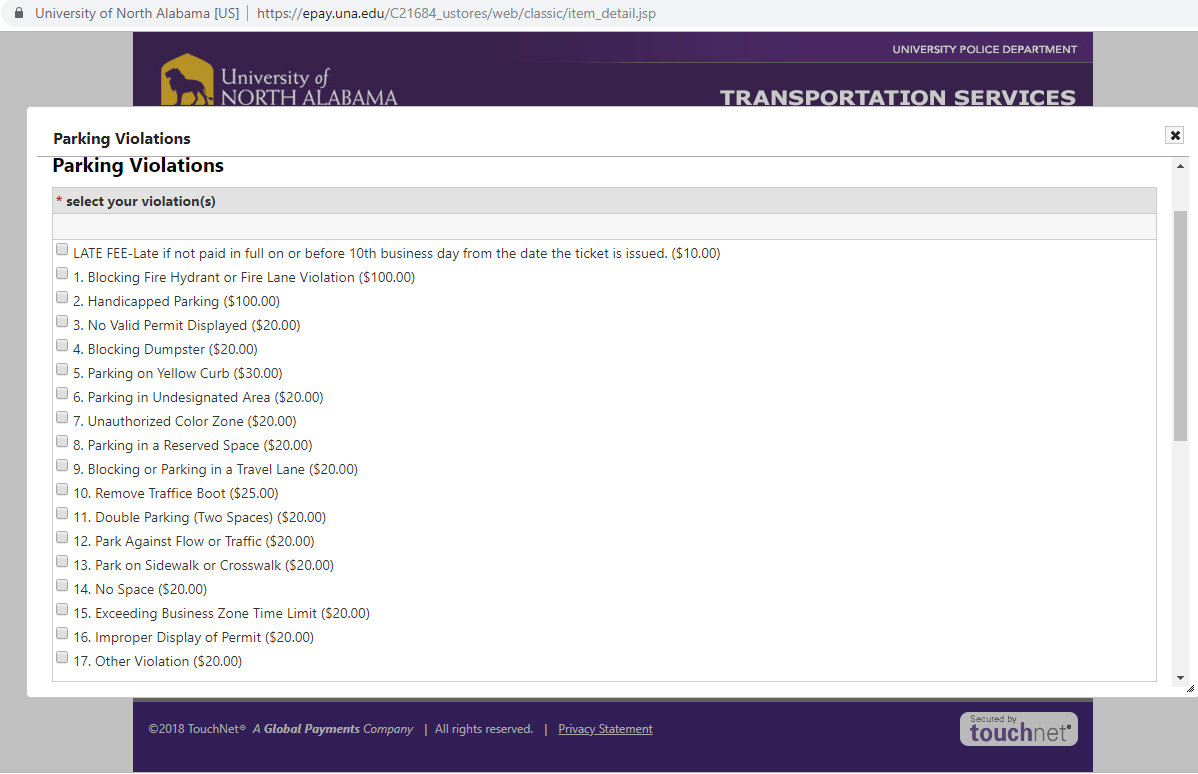 University of North Alabama [US] | https://epay.una.edu/C21684_ustores/web/classic/item_detail.jsp
UNIVERSITY POLICE DEPARTMENT
University of
NORTH ALABAMA
TRANSPORTATION SERVICES
Parking Violations
Parking Violations
* select your violation(s)
LATE FEE-Late if not paid in full on or before 10th business day from the date the ticket is issued. ($10.00)
1. Blocking Fire Hydrant or Fire Lane Violation ($100.00)
2. Handicapped Parking ($100.00)
3. No Valid Permit Displayed ($20.00)
4. Blocking Dumpster ($20.00)
5. Parking on Yellow Curb ($30.00)
6. Parking in Undesignated Area ($20.00)
7. Unauthorized Color Zone ($20.00)
8. Parking in a Reserved Space ($20.00)
9. Blocking or Parking in a Travel Lane ($20.00)
10. Remove Traffice Boot ($25.00)
11. Double Parking (Two Spaces) ($20.00)
12. Park Against Flow or Traffic ($20.00)
13. Park on Sidewalk or Crosswalk ($20.00)
14. No Space ($20.00)
15. Exceeding Business Zone Time Limit ($20.00)
16. Improper Display of Permit ($20.00)
17. Other Violation ($20.00)
©2018 TouchNet® A Global Payments Company | All rights reserved. | Privacy Statement
Secured by
touchnet®